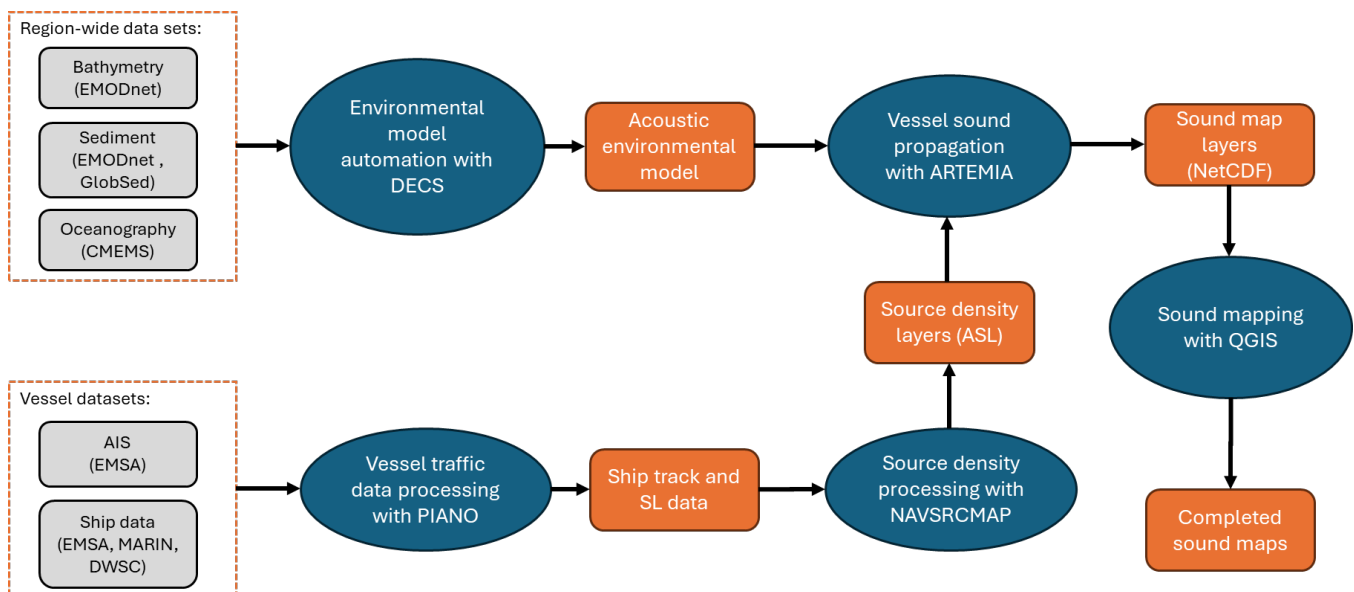 Region-wide data sets:
Bathymetry
(EMODnet)
Sediment
(EMODnet ,
GlobSed)
Oceanography
(CMEMS)
Environmental
model
automation with
DECS
Acoustic
environmental
model
Vessel sound
propagation
with ARTEMIA
Sound map
layers
(NetCDF)
Source density
layers (ASL)
Sound mapping
with QGIS
Vessel datasets:
AIS
(EMSA)
Ship data
(EMSA, MARIN,
DWSC)
Vessel traffic
data processing
with PIANO
Ship track and
SL data
Source density
processing with
NAVSRCMAP
Completed
sound maps